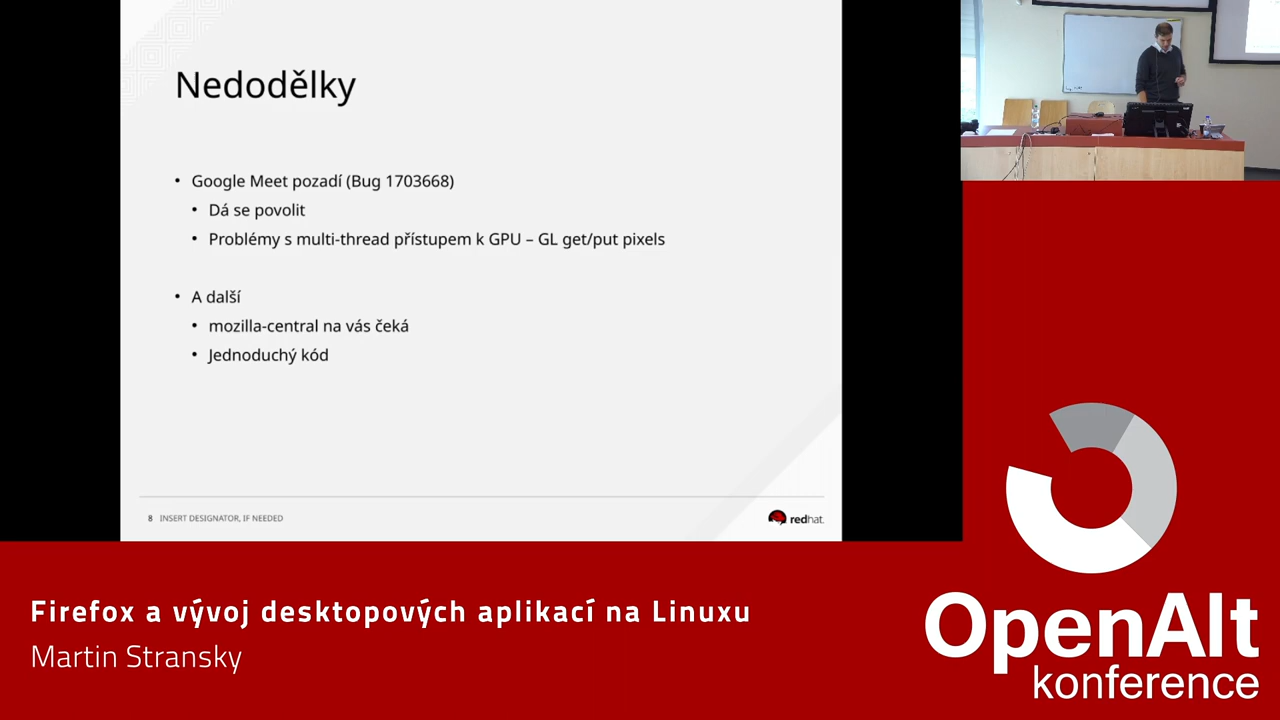 Nedodělky
• Google Meet pozadí (Bug 1703668)
• Dá se povolit
• Problémy s multi-thread přístupem k GPU – GL get/put pixels
• A další
• mozilla-central na vás čeká
• Jednoduchý kód
8 INSERT DESIGNATOR, IF NEEDED
redhat.
Firefox a vývoj desktopových aplikací na Linuxu
Martin Stransky
OpenAlt
konference